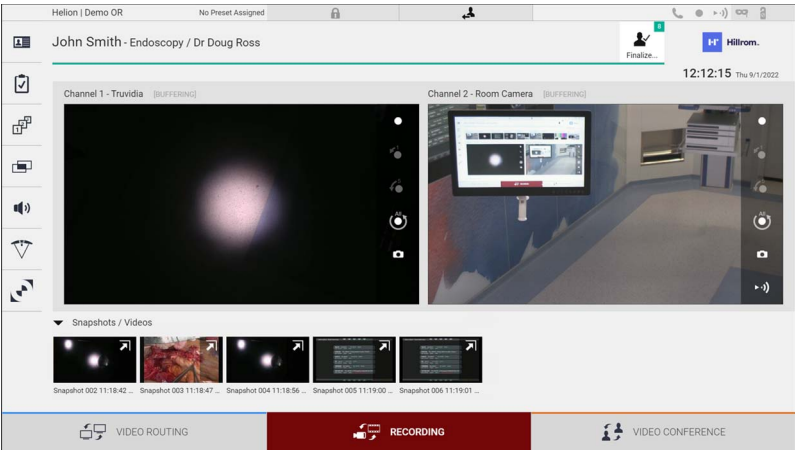 Helion | Demo OR
No Preset Assigned
John Smith - Endoscopy / Dr Doug Ross
8
Finalize...
Hillrom.
12:12:15 Thu 9/1/2022
Channel 1 - Truvidia [BUFFERING]
Channel 2 - Room Camera [BUFFERING]
All
All
Snapshots / Videos
Snapshot 002 11:18:42 ...
Snapshot 003 11:18:47 ...
Snapshot 004 11:18:56 ...
Snapshot 005 11:19:00 ...
Snapshot 006 11:19:01 ...
VIDEO ROUTING
RECORDING
VIDEO CONFERENCE